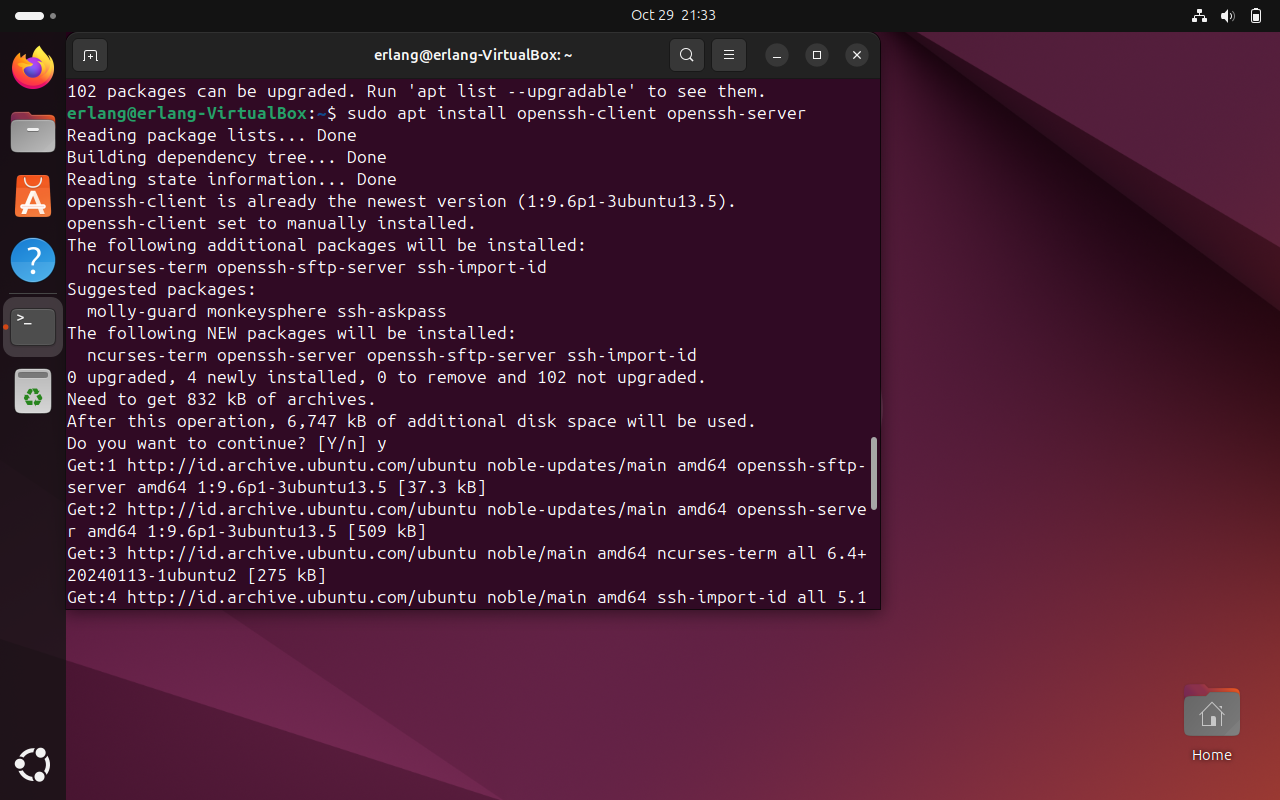 Oct 29 21:33
erlang@erlang-VirtualBox: ~
102 packages can be upgraded. Run 'apt list --upgradable' to see them.
erlang@erlang-VirtualBox:~$ sudo apt install openssh-client openssh-server
Reading package lists... Done
Building dependency tree... Done
Reading state information... Done
openssh-client is already the newest version (1:9.6p1-3ubuntu13.5).
openssh-client set to manually installed.
The following additional packages will be installed:
  ncurses-term openssh-sftp-server ssh-import-id
Suggested packages:
  molly-guard monkeysphere ssh-askpass
The following NEW packages will be installed:
  ncurses-term openssh-server openssh-sftp-server ssh-import-id
0 upgraded, 4 newly installed, 0 to remove and 102 not upgraded.
Need to get 832 kB of archives.
After this operation, 6,747 kB of additional disk space will be used.
Do you want to continue? [Y/n] y
Get:1 http://id.archive.ubuntu.com/ubuntu noble-updates/main amd64 openssh-sftp-
server amd64 1:9.6p1-3ubuntu13.5 [37.3 kB]
Get:2 http://id.archive.ubuntu.com/ubuntu noble-updates/main amd64 openssh-serve
r amd64 1:9.6p1-3ubuntu13.5 [509 kB]
Get:3 http://id.archive.ubuntu.com/ubuntu noble/main amd64 ncurses-term all 6.4+
20240113-1ubuntu2 [275 kB]
Get:4 http://id.archive.ubuntu.com/ubuntu noble/main amd64 ssh-import-id all 5.1
Home